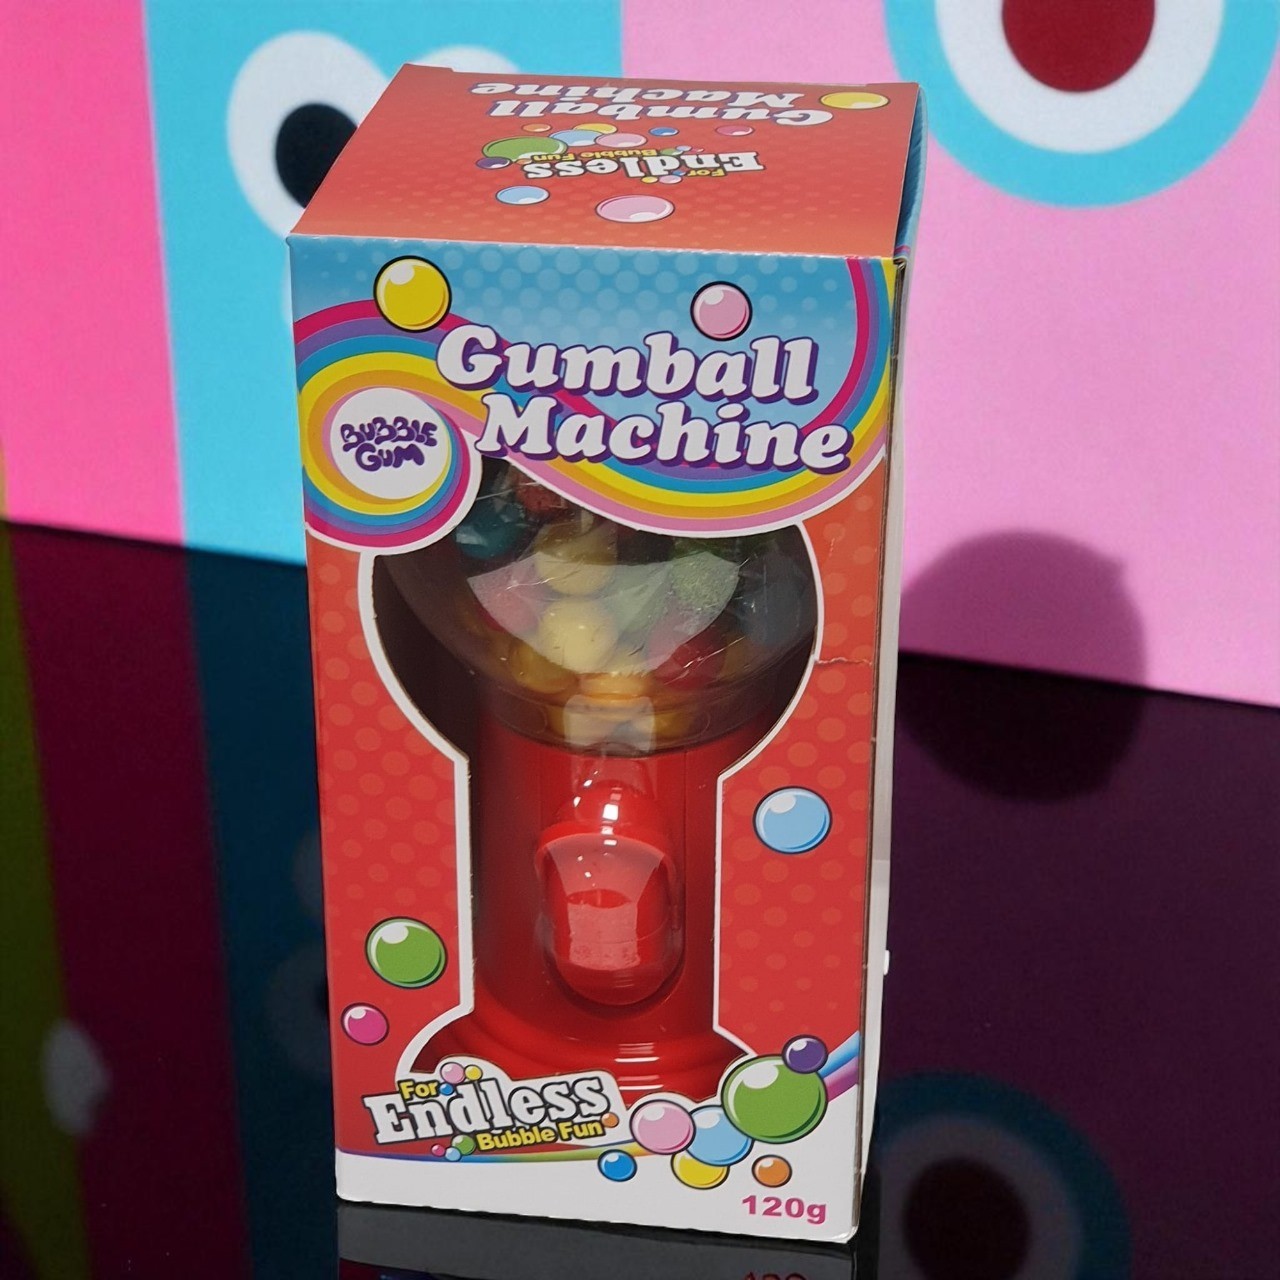 Gumball
Machine
For
Endless
Bubble Fun
Gumball
Machine
BUBBLE
GUM
For
Endless
Bubble Fun
120g